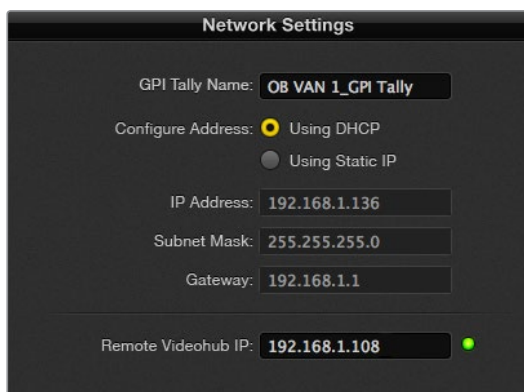 Network Settings
GPI Tally Name: OB VAN 1_GPI Tally
Configure Address: Using DHCP
Using Static IP
IP Address: 192.168.1.136
Subnet Mask: 255.255.255.0
Gateway: 192.168.1.1
Remote Videohub IP: 192.168.1.108